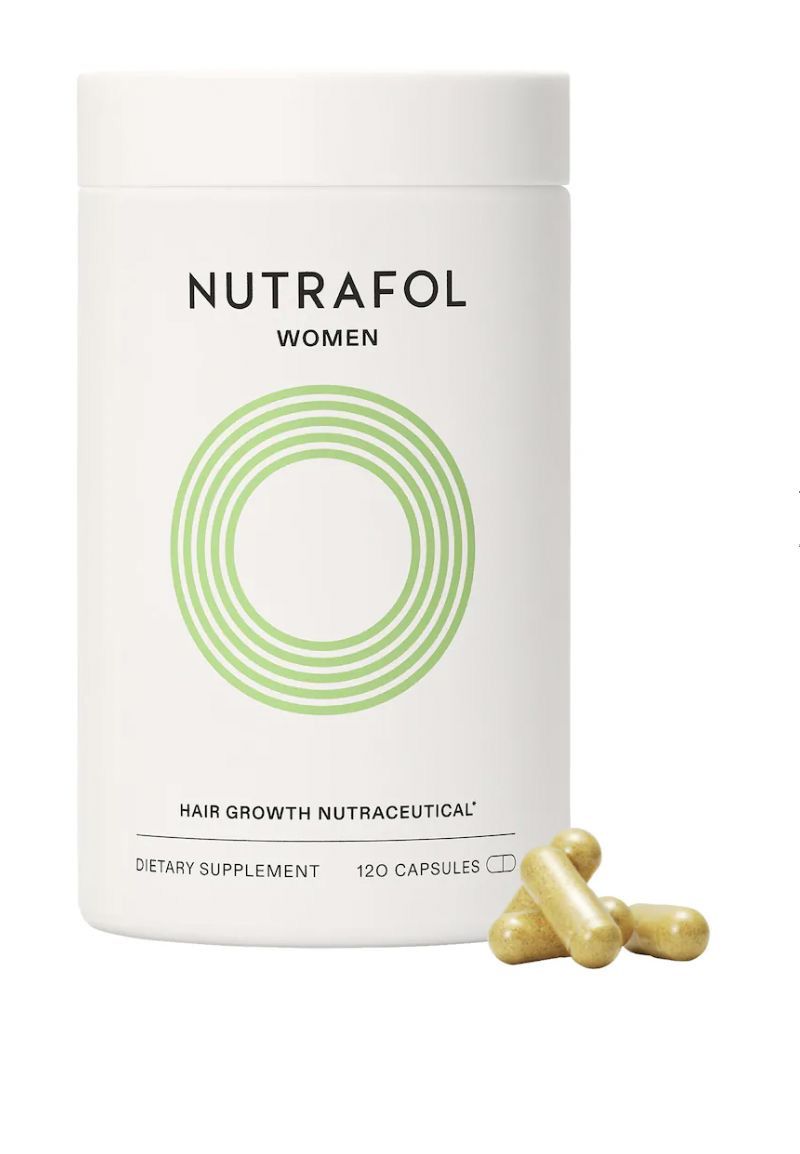 NUTRAFOL
WOMEN
HAIR GROWTH NUTRACEUTICAL*
DIETARY SUPPLEMENT 120 CAPSULES